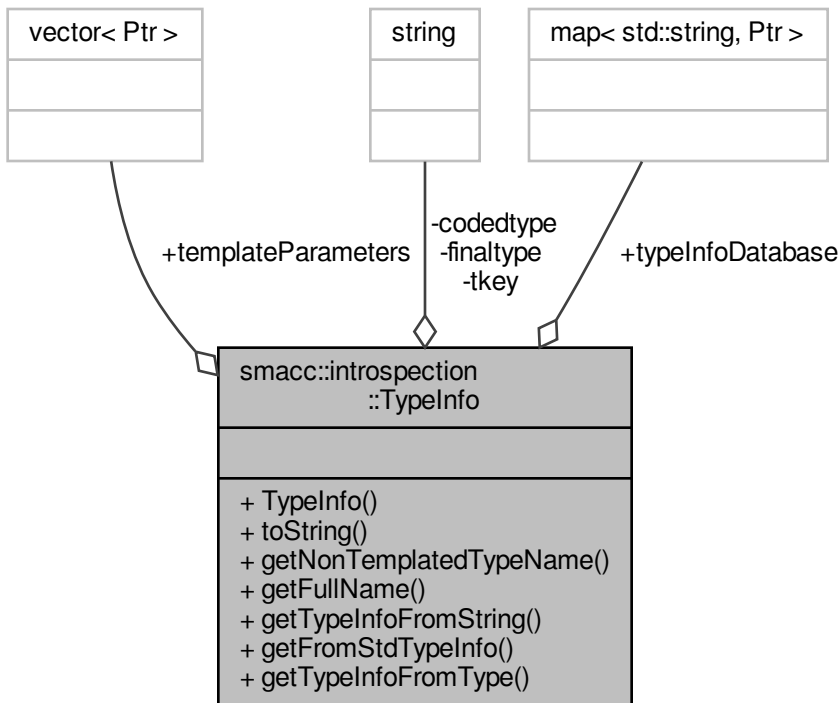 vector< Ptr >
string
map< std::string, Ptr >
+templateParameters
-codedtype
-finaltype
-tkey
+typeInfoDatabase
smacc::introspection
::TypeInfo
+ TypeInfo()
+ toString()
+ getNonTemplatedTypeName()
+ getFullName()
+ getTypeInfoFromString()
+ getFromStdTypeInfo()
+ getTypeInfoFromType()